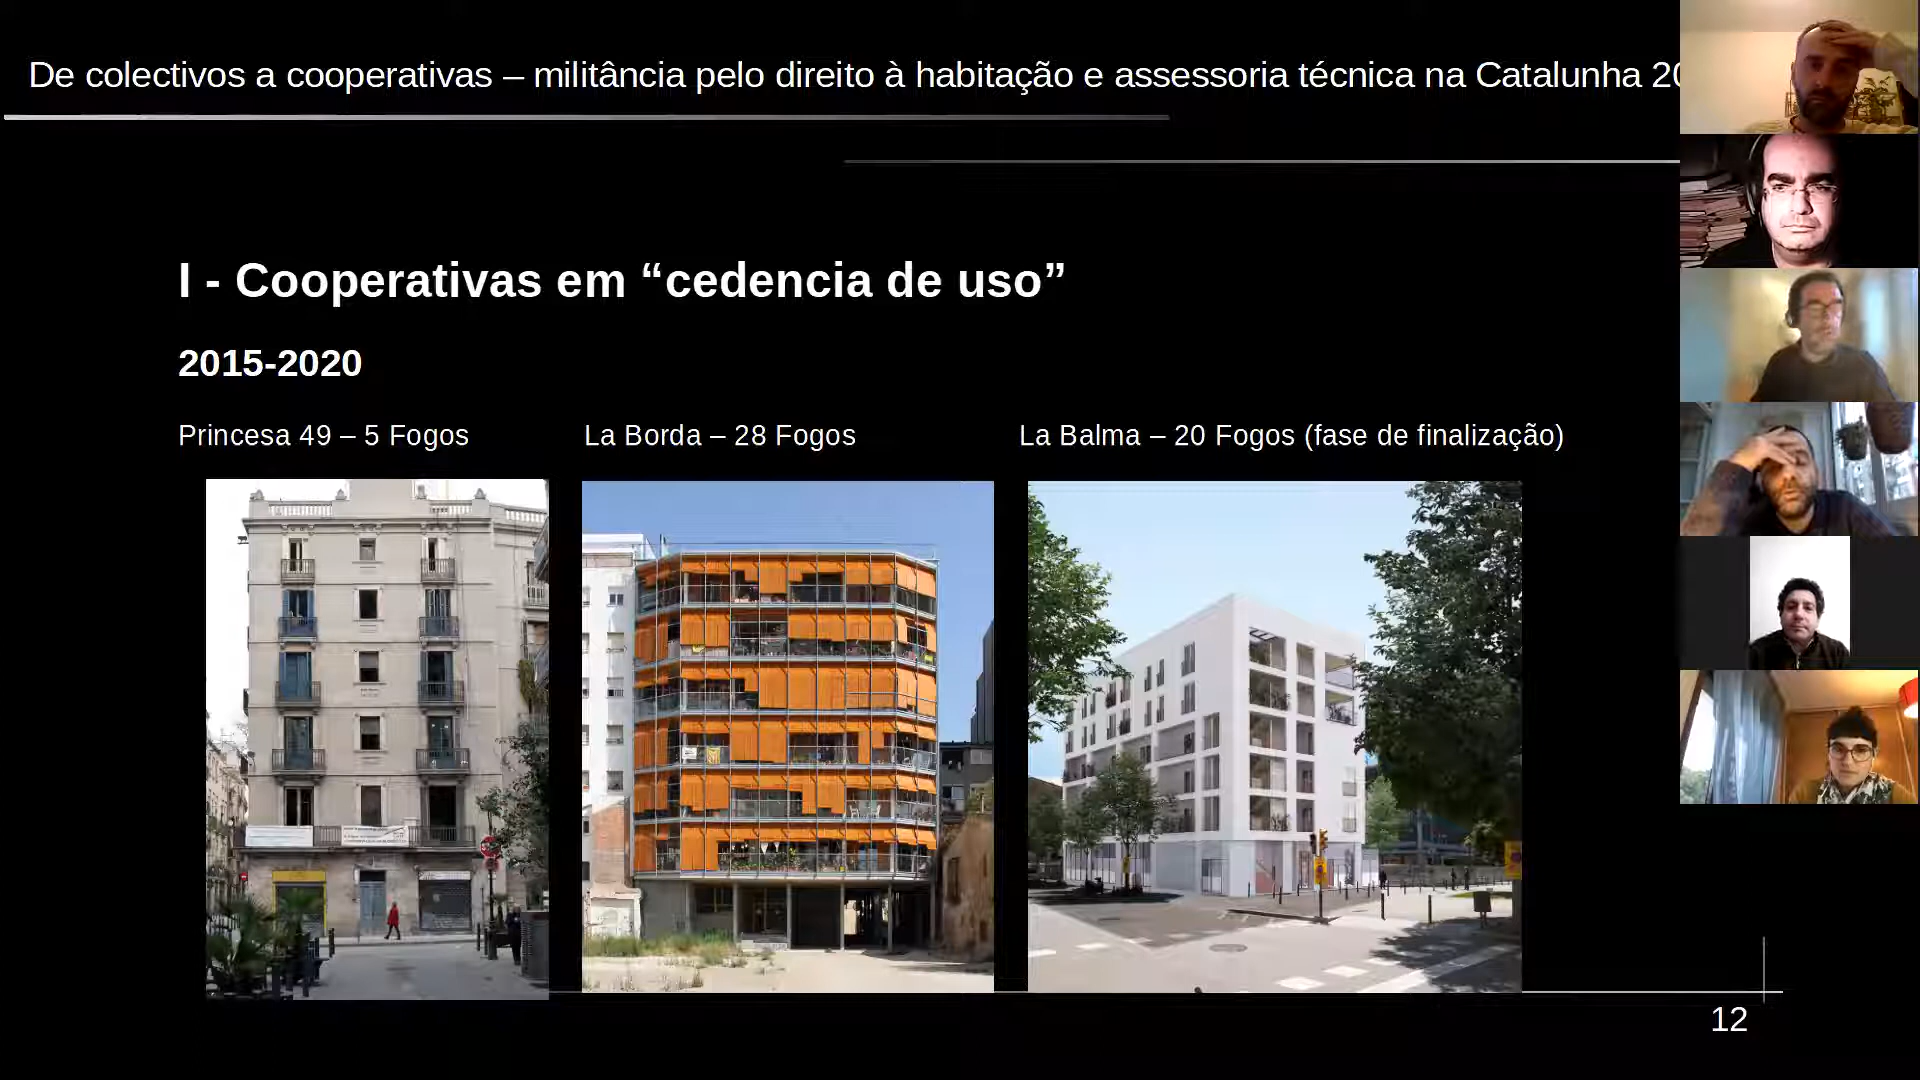 De colectivos a cooperativas – militância pelo direito à habitação e assessoria técnica na Catalunha 20
I - Cooperativas em “cedencia de uso”
2015-2020
Princesa 49 – 5 Fogos
La Borda – 28 Fogos
La Balma – 20 Fogos (fase de finalização)
12